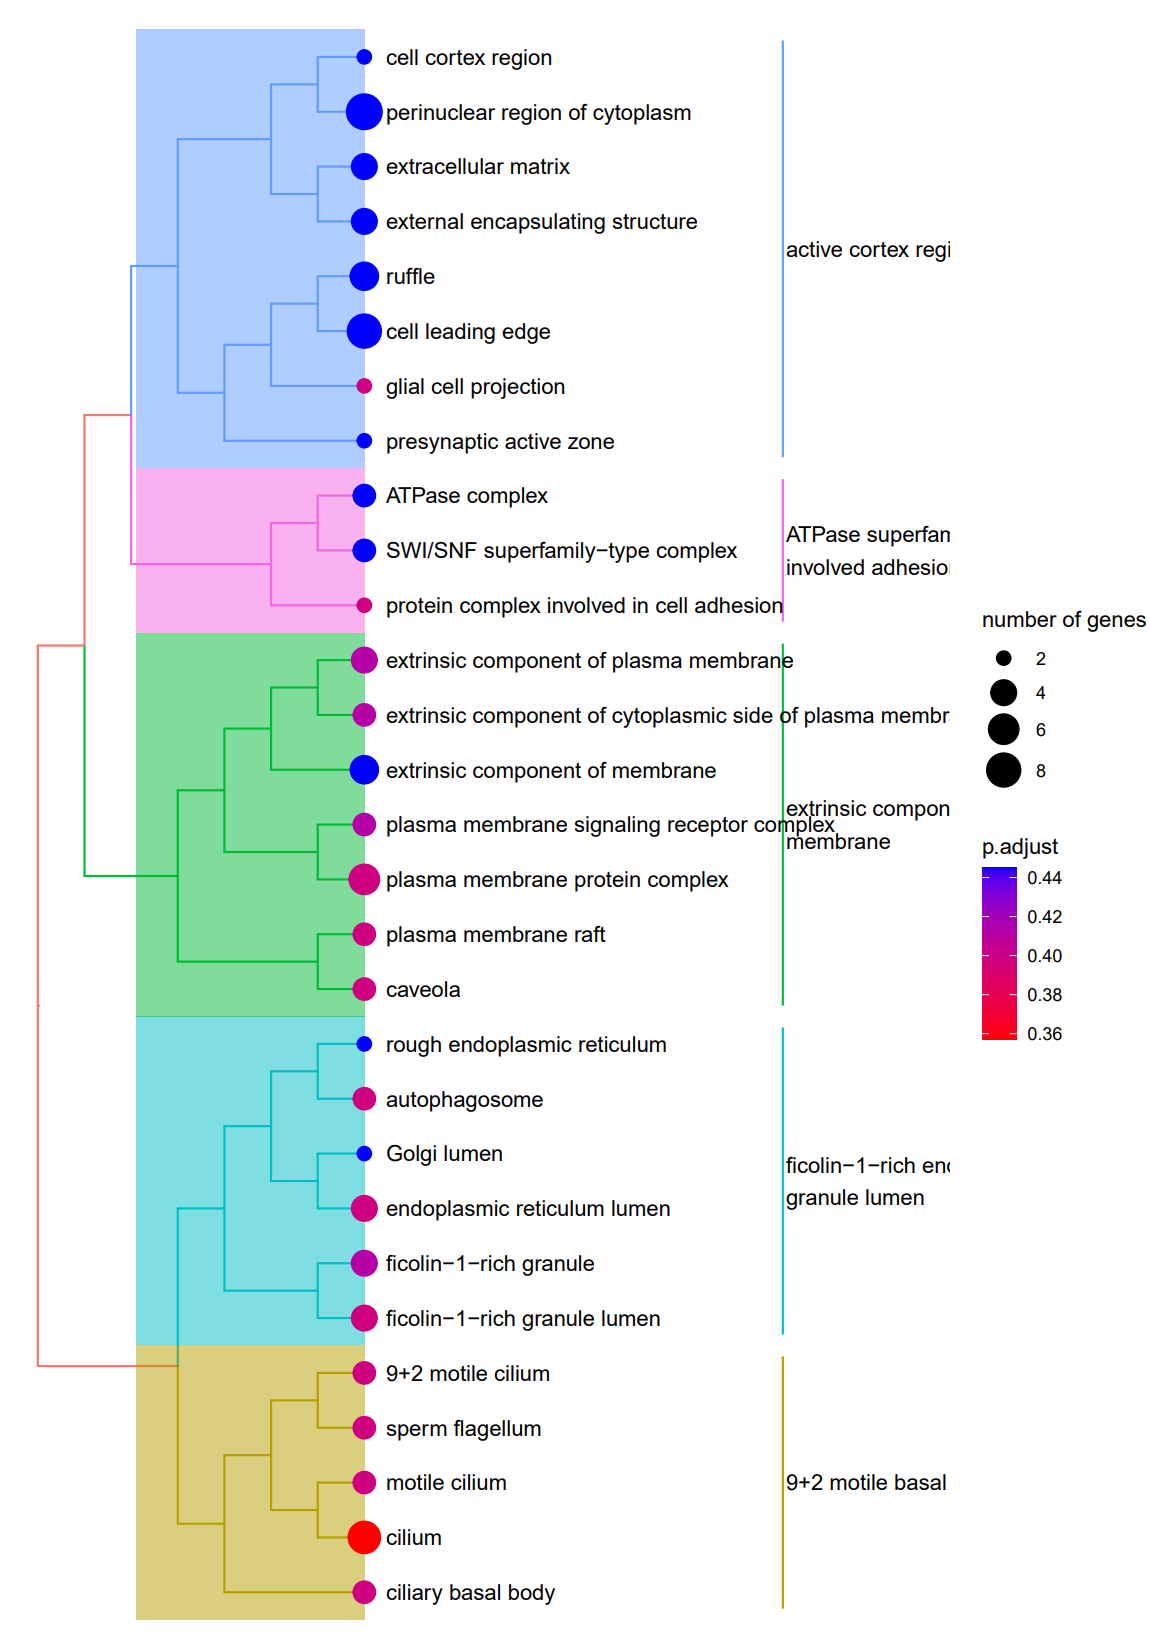 cell cortex region
perinuclear region of cytoplasm
extracellular matrix
external encapsulating structure
active cortex regi
ruffle
cell leading edge
glial cell projection
presynaptic active zone
ATPase complex
SWI/SNF superfamily−type complex
ATPase superfam
involved adhesio
protein complex involved in cell adhesion
extrinsic component of plasma membrane
extrinsic component of cytoplasmic side of plasma membr
extrinsic component of membrane
extrinsic compon
membrane
plasma membrane signaling receptor complex
plasma membrane protein complex
plasma membrane raft
caveola
rough endoplasmic reticulum
autophagosome
Golgi lumen
ficolin−1−rich end
granule lumen
endoplasmic reticulum lumen
ficolin−1−rich granule
ficolin−1−rich granule lumen
9+2 motile cilium
sperm flagellum
motile cilium
9+2 motile basal
cilium
ciliary basal body
number of genes
2
4
6
8
p.adjust
0.44
0.42
0.40
0.38
0.36